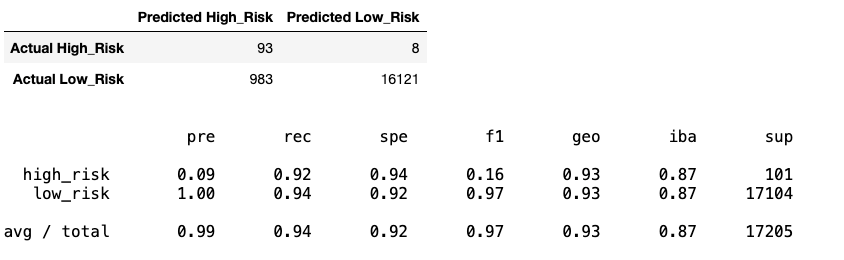 Predicted High_Risk Predicted Low_Risk
Actual High_Risk 93 8
Actual Low_Risk 983 16121
pre rec spe f1 geo iba sup
high_risk 0.09 0.92 0.94 0.16 0.93 0.87 101
low_risk 1.00 0.94 0.92 0.97 0.93 0.87 17104
avg / total 0.99 0.94 0.92 0.97 0.93 0.87 17205